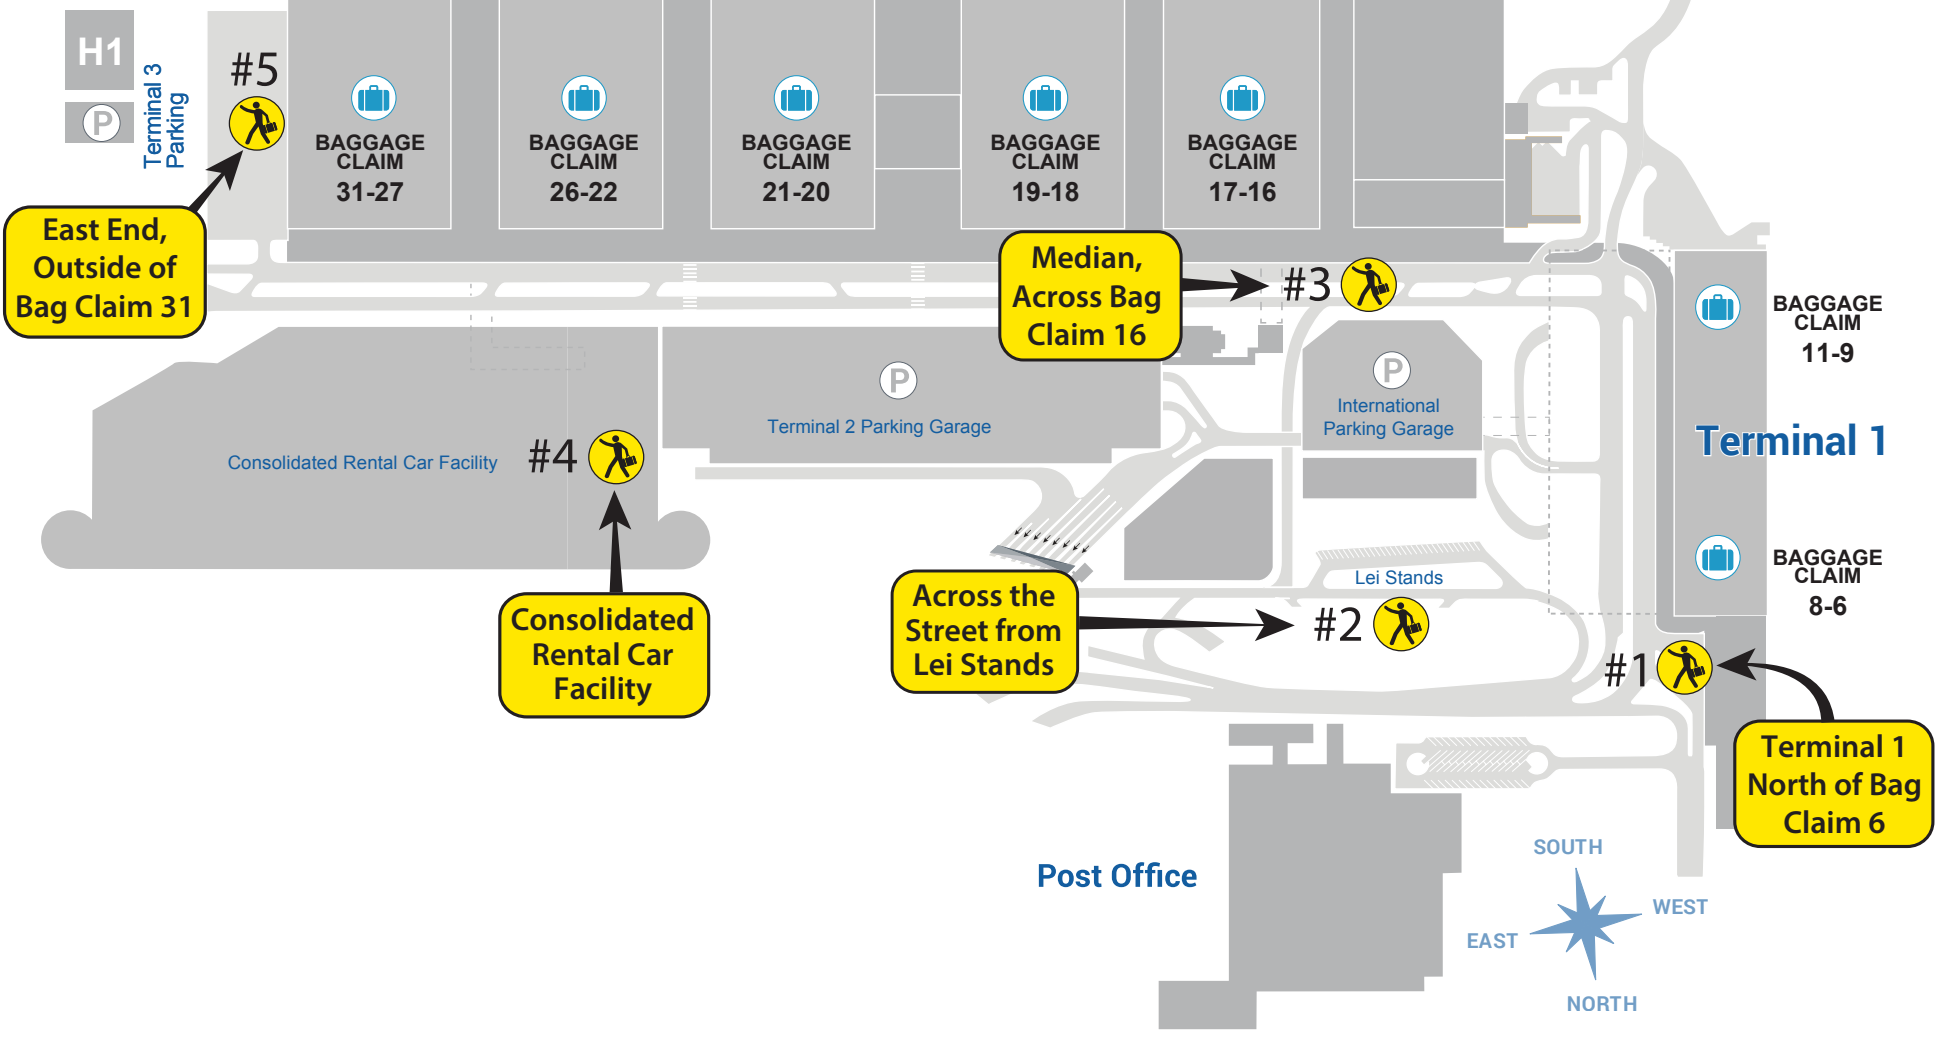 H1
P
Terminal 3
Parking
#5
BAGGAGE
CLAIM
31-27
BAGGAGE
CLAIM
26-22
BAGGAGE
CLAIM
21-20
BAGGAGE
CLAIM
19-18
BAGGAGE
CLAIM
17-16
East End,
Outside of
Bag Claim 31
Median,
Across Bag
Claim 16
#3
BAGGAGE
CLAIM
11-9
P
Terminal 2 Parking Garage
P
International
Parking Garage
Terminal 1
Consolidated Rental Car Facility
#4
BAGGAGE
CLAIM
8-6
Lei Stands
Across the
Street from
Lei Stands
#2
Consolidated
Rental Car
Facility
#1
Terminal 1
North of Bag
Claim 6
Post Office
SOUTH
WEST
EAST
NORTH